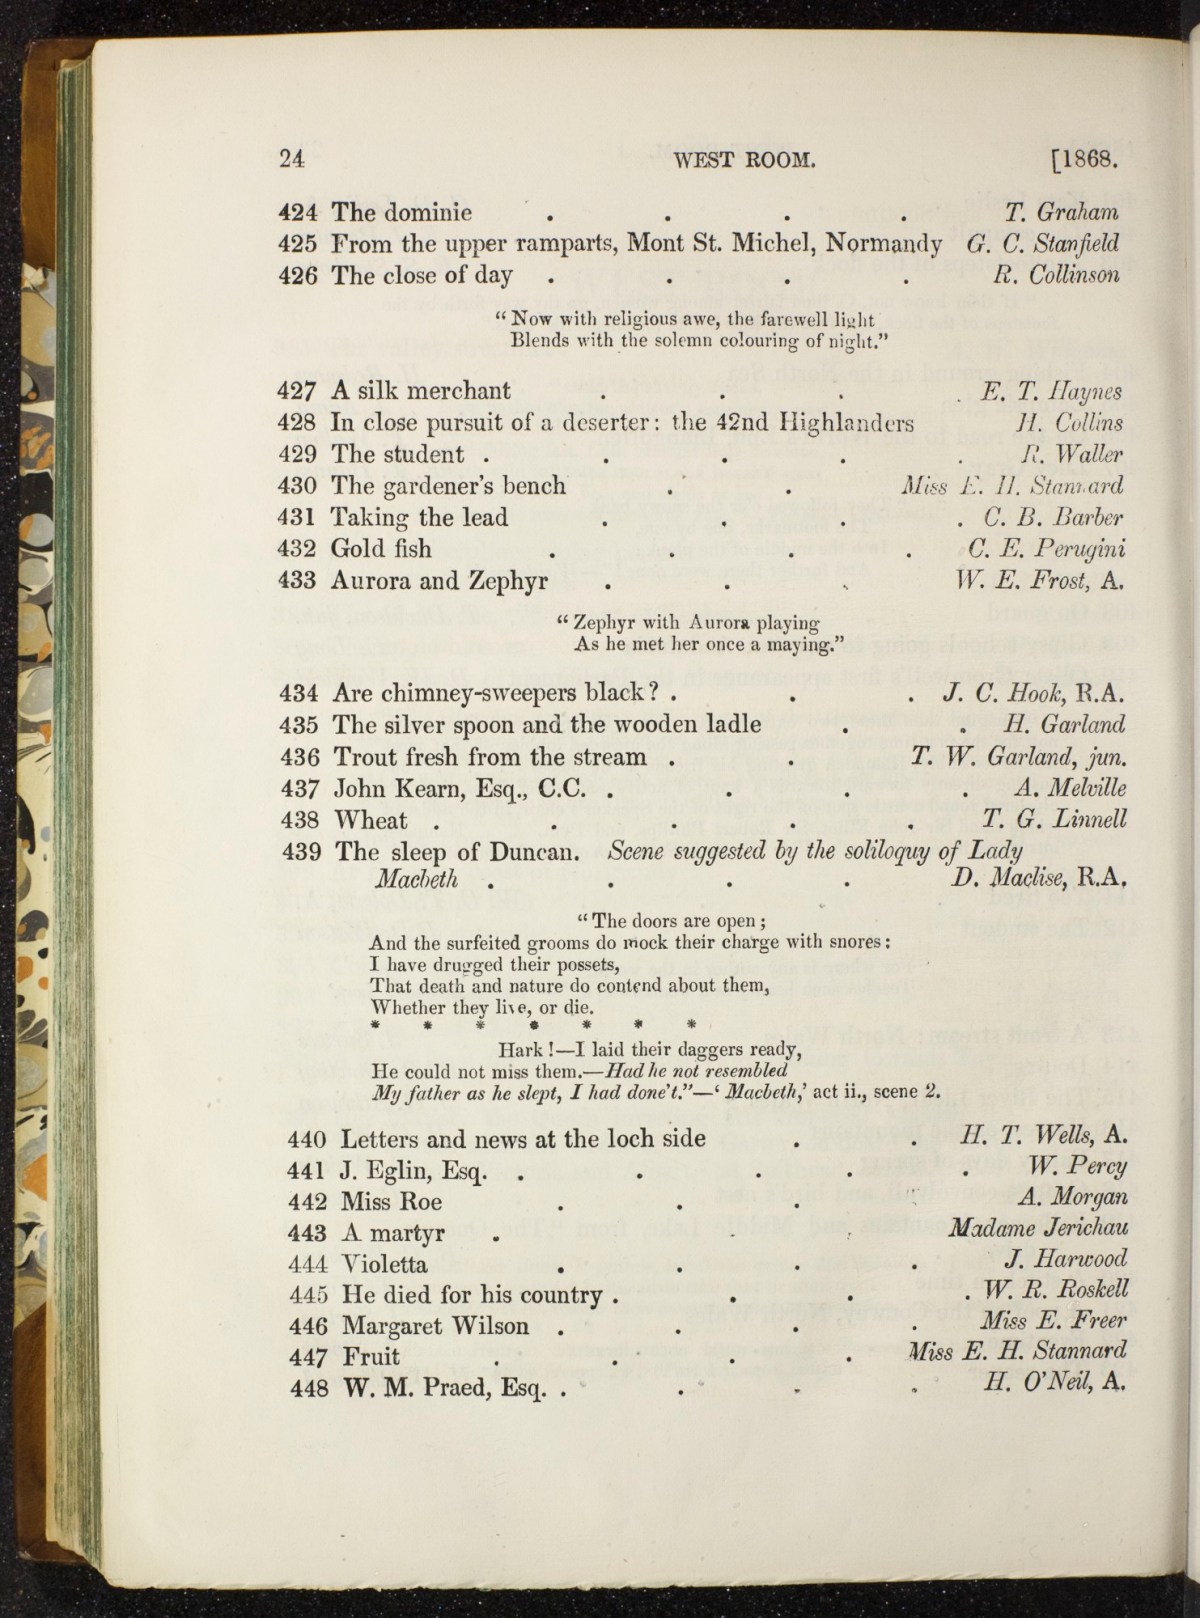 24 WEST ROOM. [1868.
424 The dominie . . . . T. Graham
425 From the upper ramparts, Mont St. Michel, Normandy G. C. Stanfield
426 The close of day . . . . R. Collinson
“Now with religious awe, the farewell light
Blends with the solemn colouring of night.”
427 A silk merchant . . . . E. T. Haynes
428 In close pursuit of a deserter: the 42nd Highlanders H. Collins
429 The student . . . . . R. Waller
430 The gardener's bench . . Miss E. H. Stannard
431 Taking the lead . . . . C. B. Barber
432 Gold fish . . . . C. E. Perugini
433 Aurora and Zephyr . . . W. E. Frost, A.
“Zephyr with Aurora playing
As he met her once a maying.”
434 Are chimney-sweepers black? . . . J. C. Hook, R.A.
435 The silver spoon and the wooden ladle . . H. Garland
436 Trout fresh from the stream . . T. W. Garland, jun.
437 John Kearn, Esq., C.C. . . . . A. Melville
438 Wheat . . . . . T. G. Linnell
439 The sleep of Duncan. Scene suggested by the soliloquy of Lady
Macbeth . . . . D. Maclise, R.A.
“The doors are open;
And the surfeited grooms do mock their charge with snores:
I have drugged their possets,
That death and nature do contend about them,
Whether they live, or die.
* * * * * * *
Hark!—I laid their daggers ready,
He could not miss them.—Had he not resembled
My father as he slept, I had done't.”—‘Macbeth,’ act ii., scene 2.
440 Letters and news at the loch side . . H. T. Wells, A.
441 J. Eglin, Esq. . . . . . W. Percy
442 Miss Roe . . . . A. Morgan
443 A martyr . . . Madame Jerichau
444 Violetta . . . . J. Harwood
445 He died for his country . . . . W. R. Roskell
446 Margaret Wilson . . . . Miss E. Freer
447 Fruit . . . . Miss E. H. Stannard
448 W. M. Praed, Esq. . . . . H. O'Neil, A.